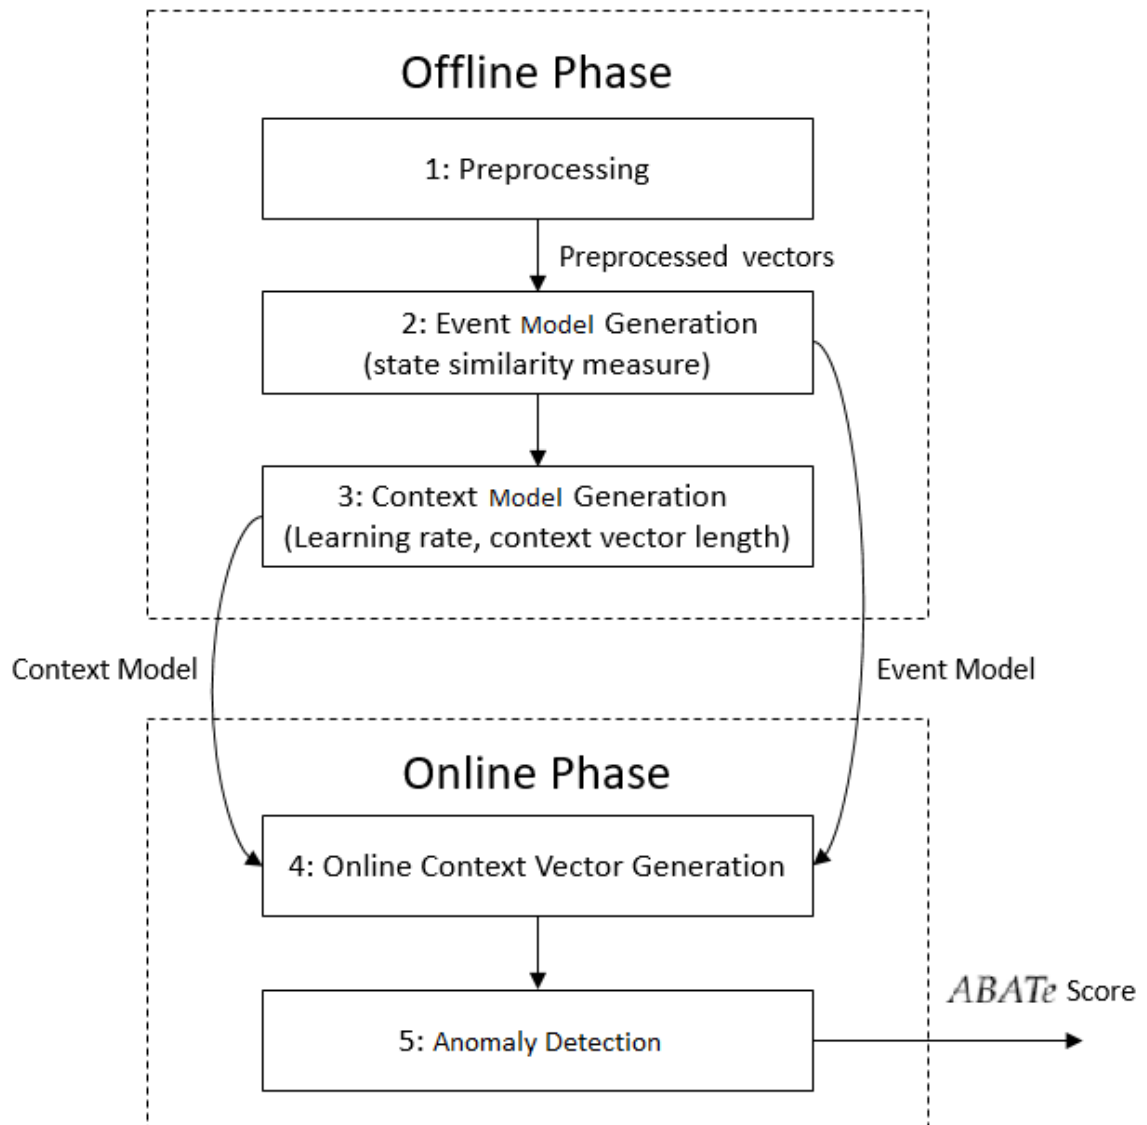 Offline Phase
1: Preprocessing
Preprocessed vectors
2: Event Model Generation
(state similarity measure)
3: Context Model Generation
(Learning rate, context vector length)
Context Model
Event Model
Online Phase
4: Online Context Vector Generation
ABATe Score
5: Anomaly Detection